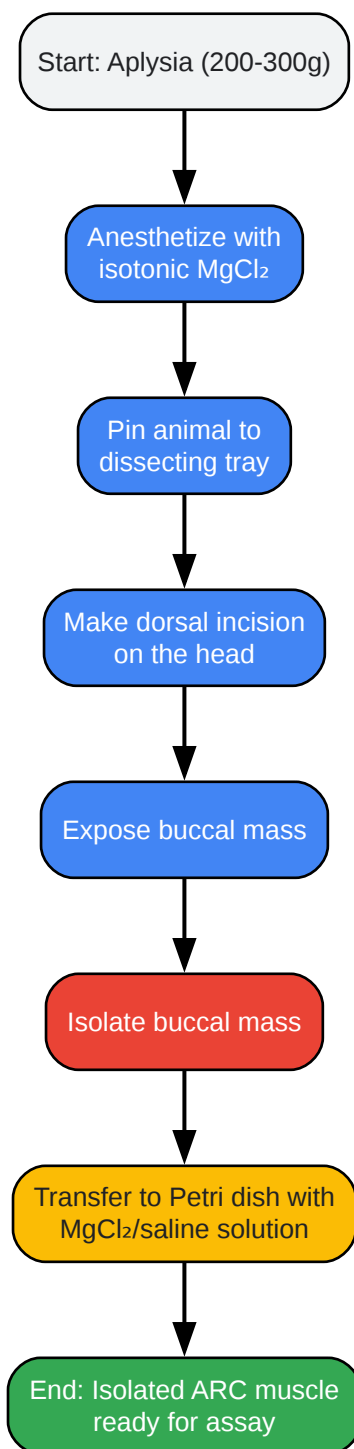 Start: Aplysia (200-300g)
Anesthetize with
isotonic MgCl₂
Pin animal to
dissecting tray
Make dorsal incision
on the head
Expose buccal mass
Isolate buccal mass
Transfer to Petri dish with
MgCl₂/saline solution
End: Isolated ARC muscle
ready for assay